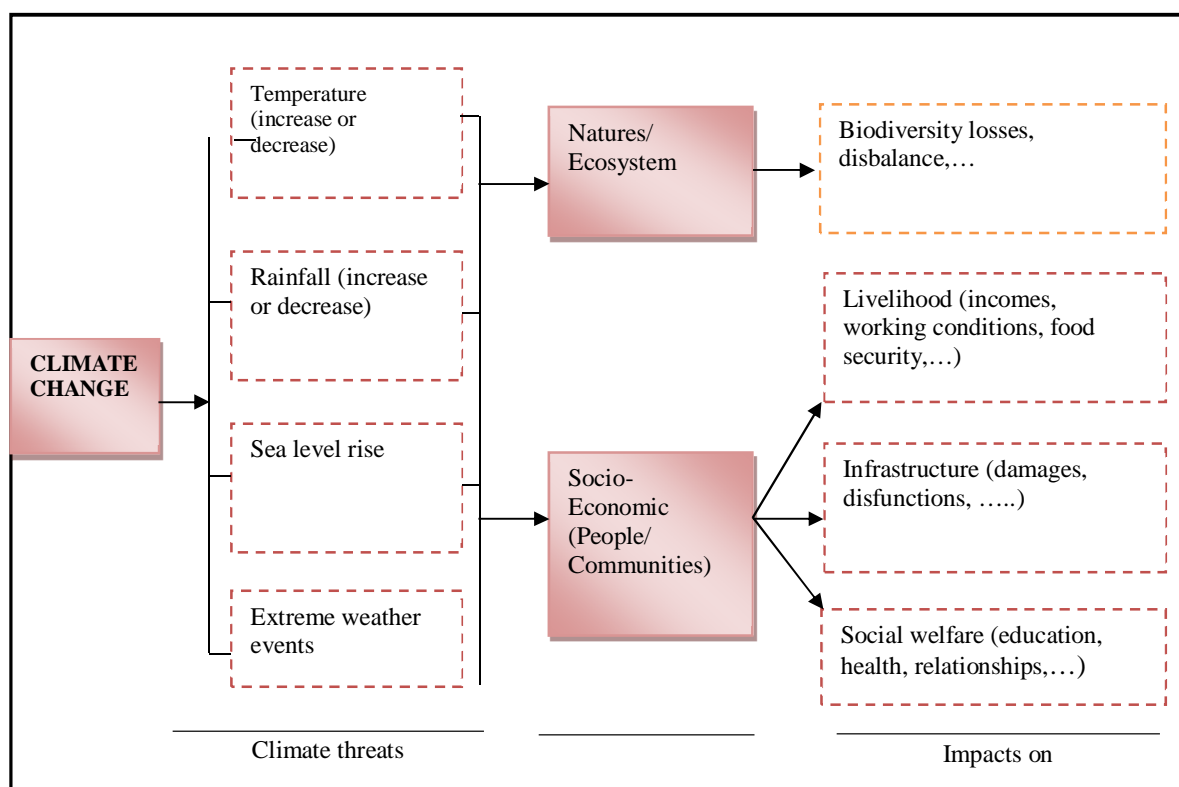 CLIMATE
CHANGE
Temperature
(increase or
decrease)
Rainfall (increase
or decrease)
Sea level rise
Extreme weather
events
Natures/
Ecosystem
Socio-
Economic
(People/
Communities)
Biodiversity losses,
disbalance,…
Livelihood (incomes,
working conditions, food
security,…)
Infrastructure (damages,
disfunctions, …..)
Social welfare (education,
health, relationships,…)
Climate threats
Impacts on